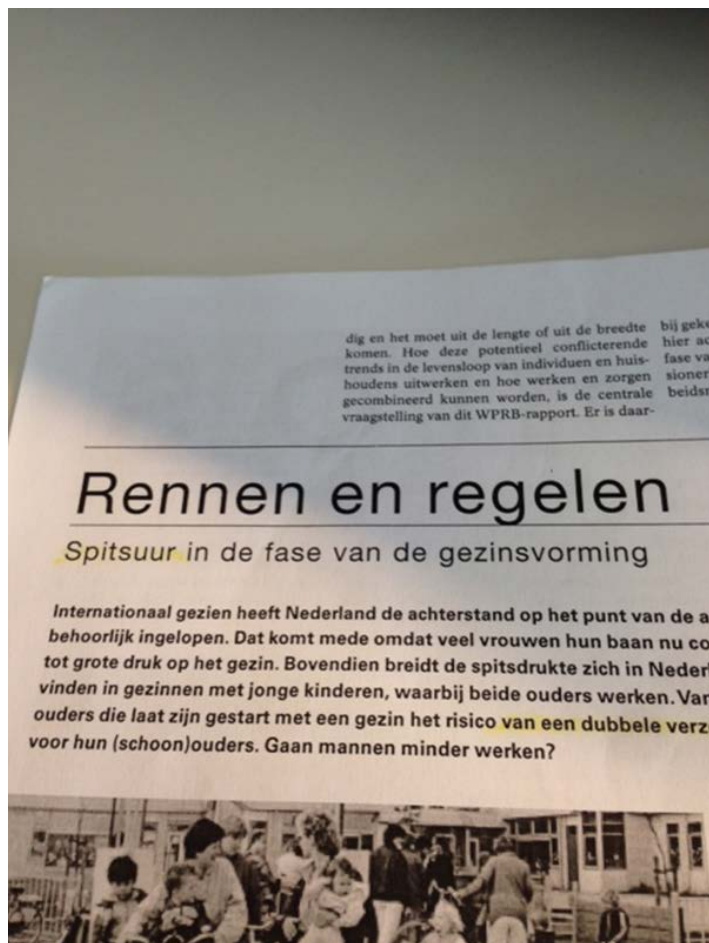 dig en het moet uit de lengte of uit de breedte
komen. Hoe deze potentieel conflicterende
trends in de levensloop van individuen en huis-
houdens uitwerken en hoe werken en zorgen
gecombineerd kunnen worden, is de centrale
vraagstelling van dit WPRB-rapport. Er is daar-
bij geke
hier ac
fase va
sioner
beidsr
Rennen en regelen
Spitsuur in de fase van de gezinsvorming
Internationaal gezien heeft Nederland de achterstand op het punt van de a
behoorlijk ingelopen. Dat komt mede omdat veel vrouwen hun baan nu co
tot grote druk op het gezin. Bovendien breidt de spitsdrukte zich in Neder
vinden in gezinnen met jonge kinderen, waarbij beide ouders werken. Var
ouders die laat zijn gestart met een gezin het risico van een dubbele verz
voor hun (schoon)ouders. Gaan mannen minder werken?